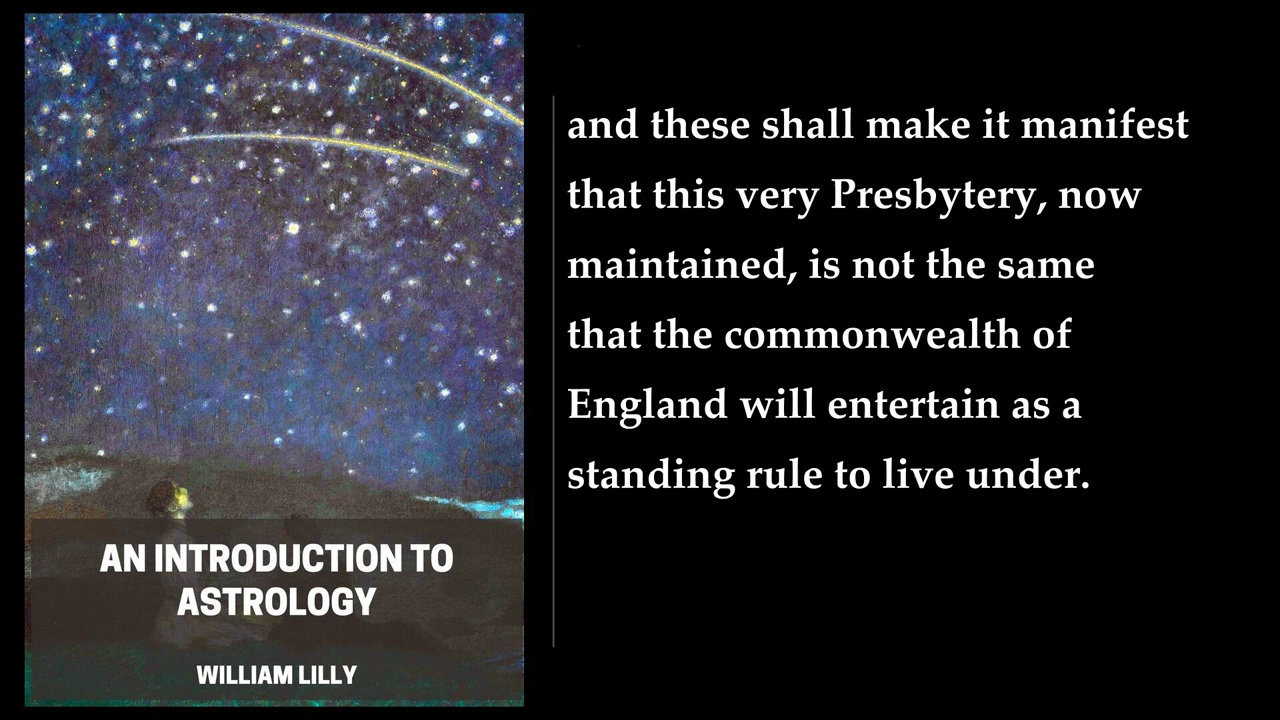 AN INTRODUCTION TO
ASTROLOGY
WILLIAM LILLY
and these shall make it manifest
that this very Presbytery, now
maintained, is not the same
that the commonwealth of
England will entertain as a
standing rule to live under.